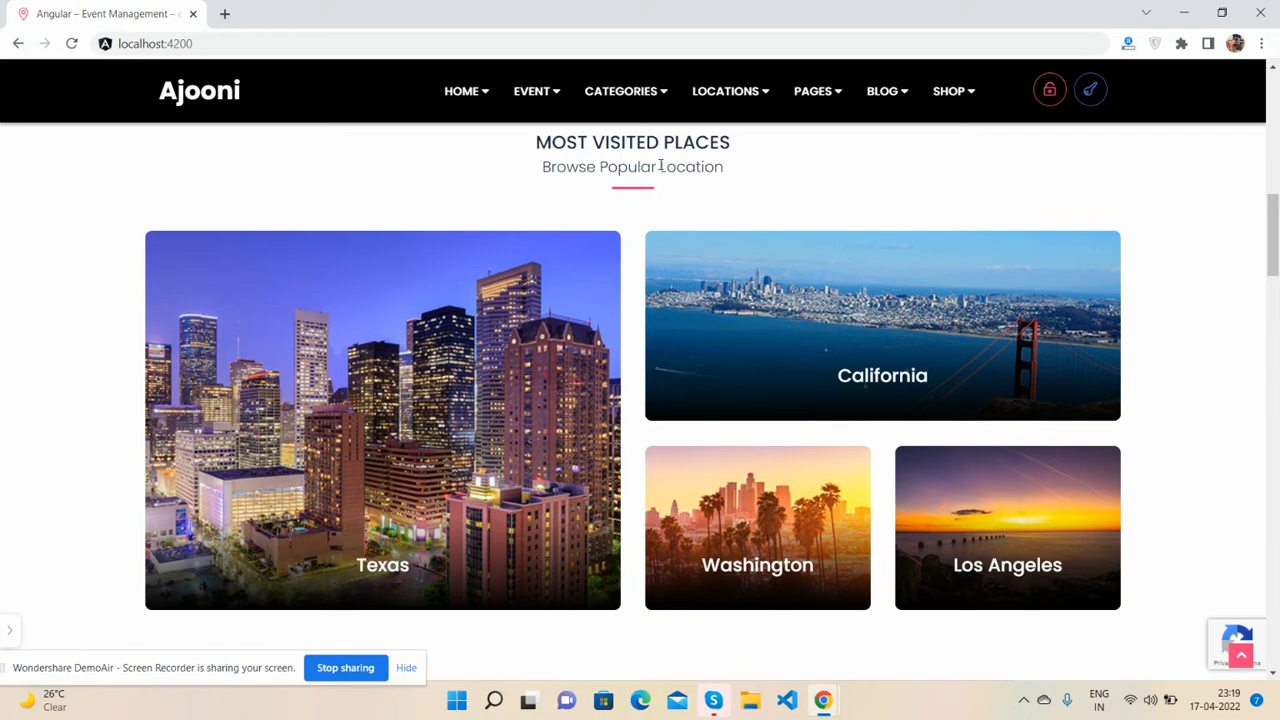 Angular – Event Management –
localhost:4200
Ajooni
HOME
EVENT
CATEGORIES
LOCATIONS
PAGES
BLOG
SHOP
MOST VISITED PLACES
Browse Popular Location
California
Texas
Washington
Los Angeles
Wondershare DemoAir - Screen Recorder is sharing your screen.
Stop sharing
Hide
26°C
Clear
ENG
IN
23:19
17-04-2022
7